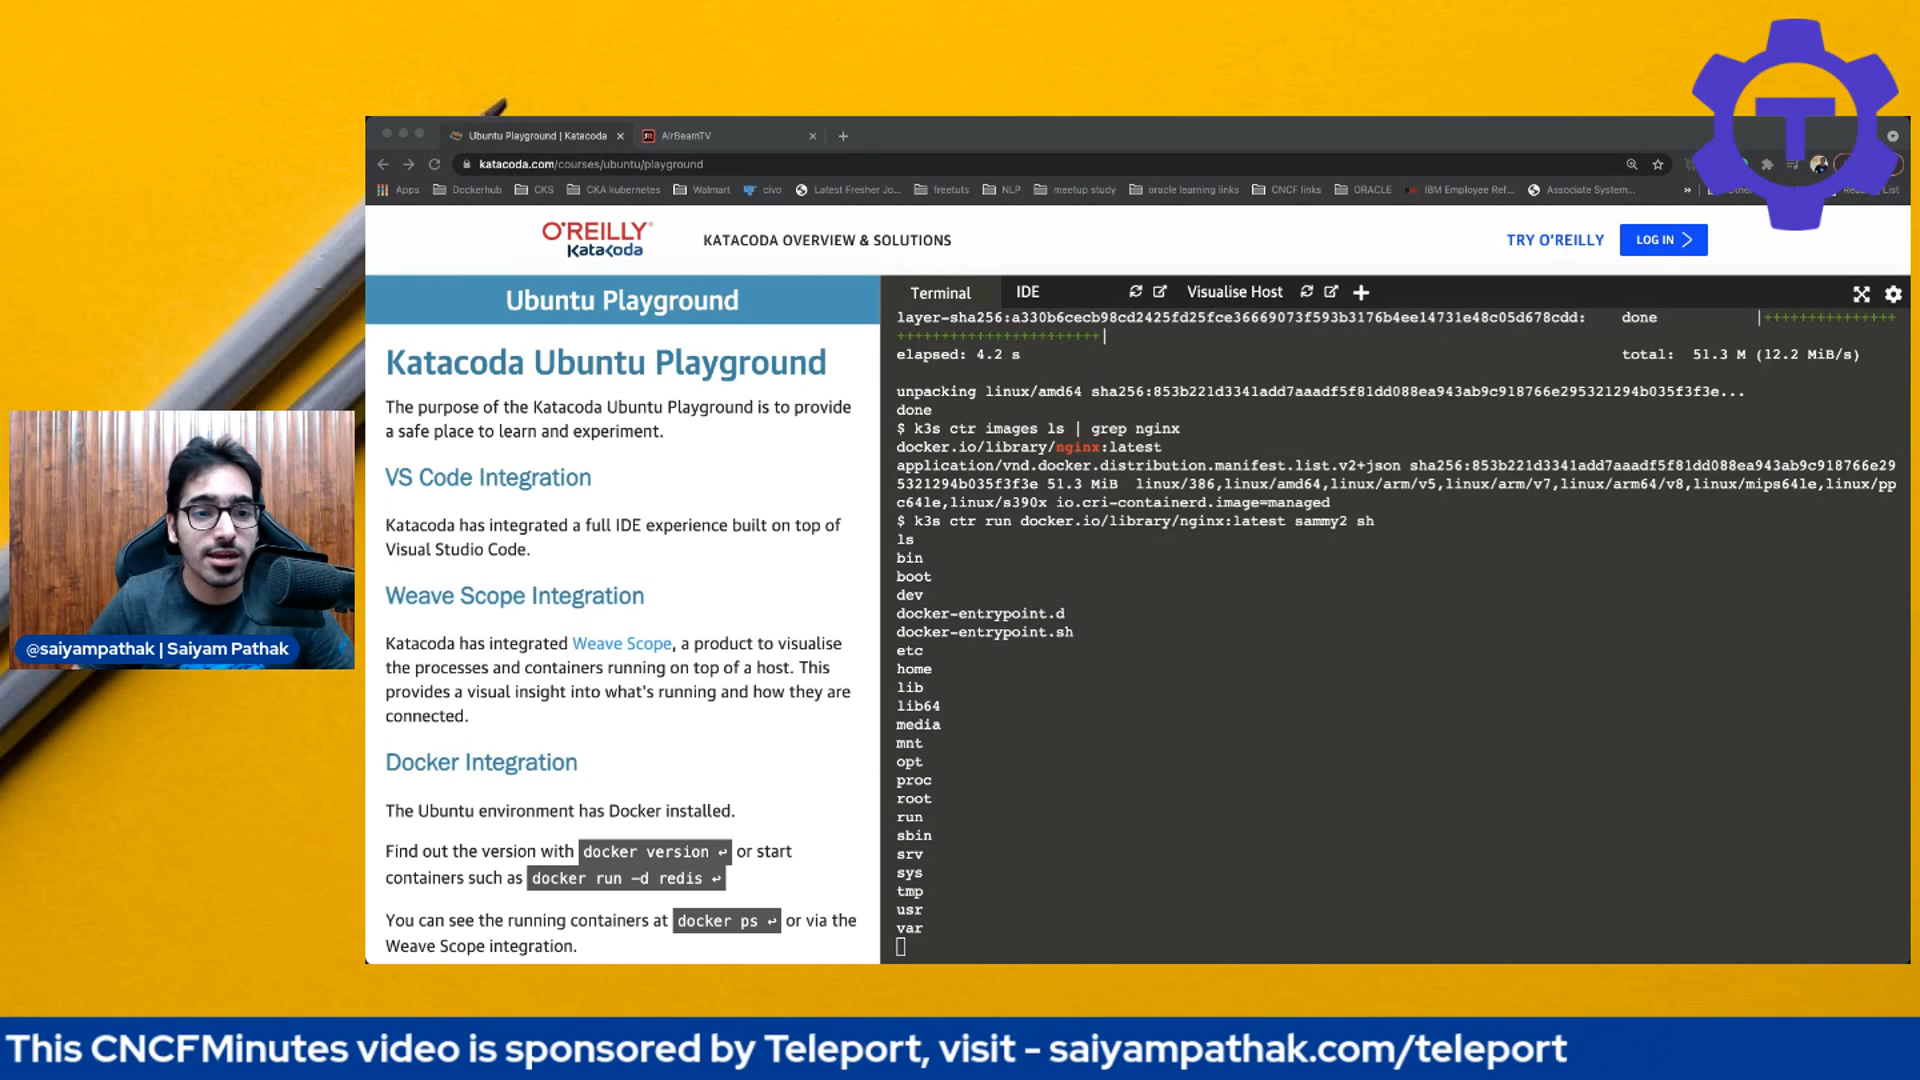 Ubuntu Playground | Katacoda
AirBeamTV
katacoda.com/courses/ubuntu/playground
Apps
Dockerhub
CKS
CKA kubernetes
Walmart
civo
Latest Fresher Jo...
freetuts
NLP
meetup study
oracle learning links
CNCF links
ORACLE
IBM Employee Ref...
Associate System...
»
O'REILLY
Katacoda
KATACODA OVERVIEW & SOLUTIONS
TRY O'REILLY
LOG IN
T
Ubuntu Playground
Katacoda Ubuntu Playground
The purpose of the Katacoda Ubuntu Playground is to provide
a safe place to learn and experiment.
VS Code Integration
Katacoda has integrated a full IDE experience built on top of
Visual Studio Code.
Weave Scope Integration
Katacoda has integrated Weave Scope, a product to visualise
the processes and containers running on top of a host. This
provides a visual insight into what's running and how they are
connected.
Docker Integration
The Ubuntu environment has Docker installed.
Find out the version with docker version ↩ or start
containers such as docker run -d redis ↩
You can see the running containers at docker ps ↩ or via the
Weave Scope integration.
Terminal
IDE
Visualise Host
layer-sha256:a330b6cecb98cd2425fd25fce36669073f593b3176b4ee14731e48c05d678cdd: done |+++++++++++++++
+++++++++++++++++++++++|
elapsed: 4.2 s total: 51.3 M (12.2 MiB/s)
unpacking linux/amd64 sha256:853b221d3341add7aaadf5f81dd088ea943ab9c918766e295321294b035f3f3e...
done
$ k3s ctr images ls | grep nginx
docker.io/library/nginx:latest
application/vnd.docker.distribution.manifest.list.v2+json sha256:853b221d3341add7aaadf5f81dd088ea943ab9c918766e29
5321294b035f3f3e 51.3 MiB linux/386,linux/amd64,linux/arm/v5,linux/arm/v7,linux/arm64/v8,linux/mips64le,linux/pp
c64le,linux/s390x io.cri-containerd.image=managed
$ k3s ctr run docker.io/library/nginx:latest sammy2 sh
ls
bin
boot
dev
docker-entrypoint.d
docker-entrypoint.sh
etc
home
lib
lib64
media
mnt
opt
proc
root
run
sbin
srv
sys
tmp
usr
var
@saiyampathak | Saiyam Pathak
This CNCFMinutes video is sponsored by Teleport, visit - saiyampathak.com/teleport